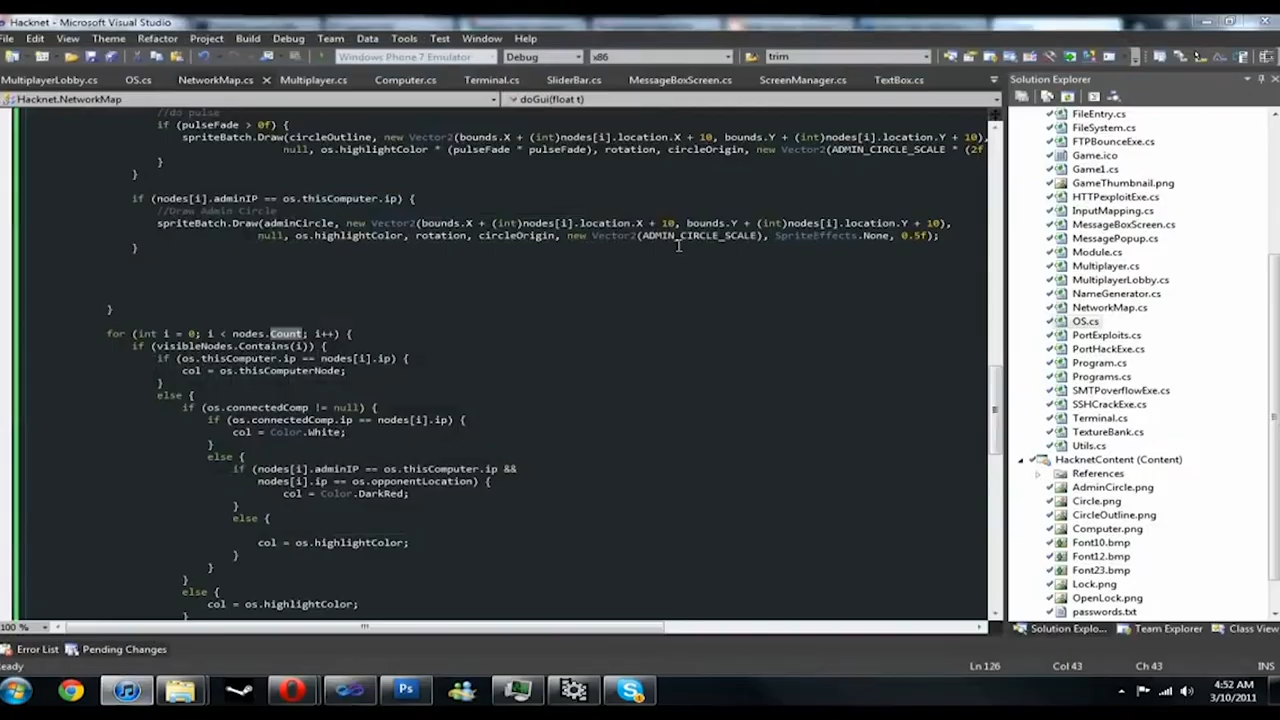 Hacknet - Microsoft Visual Studio
File Edit View Theme Refactor Project Build Debug Team Data Tools Test Window Help
Windows Phone 7 Emulator Debug x86 trim
MultiplayerLobby.cs OS.cs NetworkMap.cs Multiplayer.cs Computer.cs Terminal.cs SliderBar.cs MessageBoxScreen.cs ScreenManager.cs TextBox.cs
Hacknet.NetworkMap doGui(float t)
//do pulse
if (pulseFade > 0f) {
spriteBatch.Draw(circleOutline, new Vector2(bounds.X + (int)nodes[i].location.X + 10, bounds.Y + (int)nodes[i].location.Y + 10),
null, os.highlightColor * (pulseFade * pulseFade), rotation, circleOrigin, new Vector2(ADMIN_CIRCLE_SCALE * (2f
}
}
if (nodes[i].adminIP == os.thisComputer.ip) {
//Draw Admin Circle
spriteBatch.Draw(adminCircle, new Vector2(bounds.X + (int)nodes[i].location.X + 10, bounds.Y + (int)nodes[i].location.Y + 10),
null, os.highlightColor, rotation, circleOrigin, new Vector2(ADMIN_CIRCLE_SCALE), SpriteEffects.None, 0.5f);
}
}
for (int i = 0; i < nodes.Count; i++) {
if (visibleNodes.Contains(i)) {
if (os.thisComputer.ip == nodes[i].ip) {
col = os.thisComputerNode;
}
else {
if (os.connectedComp != null) {
if (os.connectedComp.ip == nodes[i].ip) {
col = Color.White;
}
else {
if (nodes[i].adminIP == os.thisComputer.ip &&
nodes[i].ip == os.opponentLocation) {
col = Color.DarkRed;
}
else {
col = os.highlightColor;
}
}
}
else {
col = os.highlightColor;
}
100 %
Solution Explorer
FileEntry.cs
FileSystem.cs
FTPBounceExe.cs
Game.ico
Game1.cs
GameThumbnail.png
HTTPexploitExe.cs
InputMapping.cs
MessageBoxScreen.cs
MessagePopup.cs
Module.cs
Multiplayer.cs
MultiplayerLobby.cs
NameGenerator.cs
NetworkMap.cs
OS.cs
PortExploits.cs
PortHackExe.cs
Program.cs
Programs.cs
SMTPoverflowExe.cs
SSHCrackExe.cs
Terminal.cs
TextureBank.cs
Utils.cs
HacknetContent (Content)
References
AdminCircle.png
Circle.png
CircleOutline.png
Computer.png
Font10.bmp
Font12.bmp
Font23.bmp
Lock.png
OpenLock.png
passwords.txt
Solution Explo... Team Explorer Class View
Error List Pending Changes
Ready Ln 126 Col 43 Ch 43 INS
4:52 AM
3/10/2011